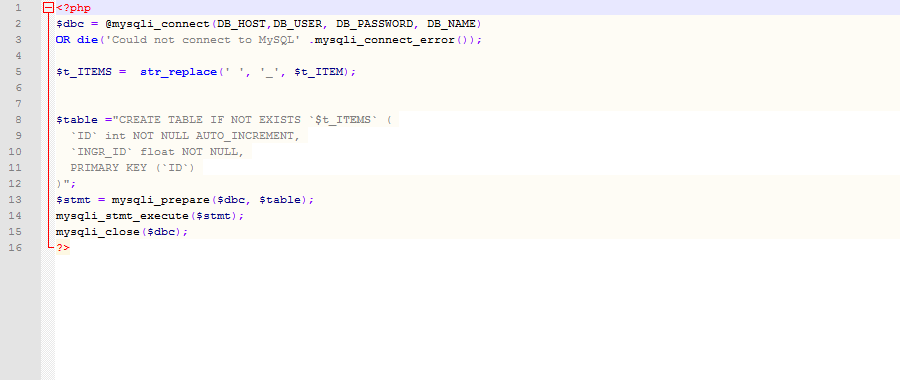 1 <?php
2 $dbc = @mysqli_connect(DB_HOST,DB_USER, DB_PASSWORD, DB_NAME)
3 OR die('Could not connect to MySQL' .mysqli_connect_error());
4
5 $t_ITEMS =  str_replace(' ', '_', $t_ITEM);
6
7
8 $table ="CREATE TABLE IF NOT EXISTS `$t_ITEMS` (
9   `ID` int NOT NULL AUTO_INCREMENT,
10   `INGR_ID` float NOT NULL,
11   PRIMARY KEY (`ID`)
12 )";
13 $stmt = mysqli_prepare($dbc, $table);
14 mysqli_stmt_execute($stmt);
15 mysqli_close($dbc);
16 ?>